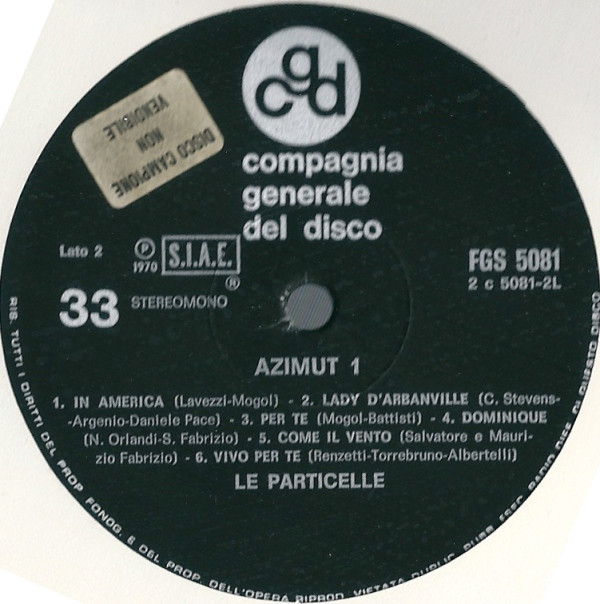 cgd
compagnia
generale
del disco
DISCO CAMPIONE
NON
VENDIBILE
Lato 2
℗
1970
S.I.A.E.
®
33 STEREOMONO
FGS 5081
2 c 5081-2L
AZIMUT 1
1. IN AMERICA (Lavezzi-Mogol) - 2. LADY D'ARBANVILLE (C. Stevens-
-Argenio-Daniele Pace) - 3. PER TE (Mogol-Battisti) - 4. DOMINIQUE
(N. Orlandi-S. Fabrizio) - 5. COME IL VENTO (Salvatore e Mauri-
zio Fabrizio) - 6. VIVO PER TE (Renzetti-Torrebruno-Albertelli)
LE PARTICELLE
RIS. TUTTI I DIRITTI DEL PROP. FONOG. E DEL PROP. DELL'OPERA RIPROD. VIETATA PUBLIC. PUBB. ESEC. RADIO DIFF. DI QUESTO DISCO